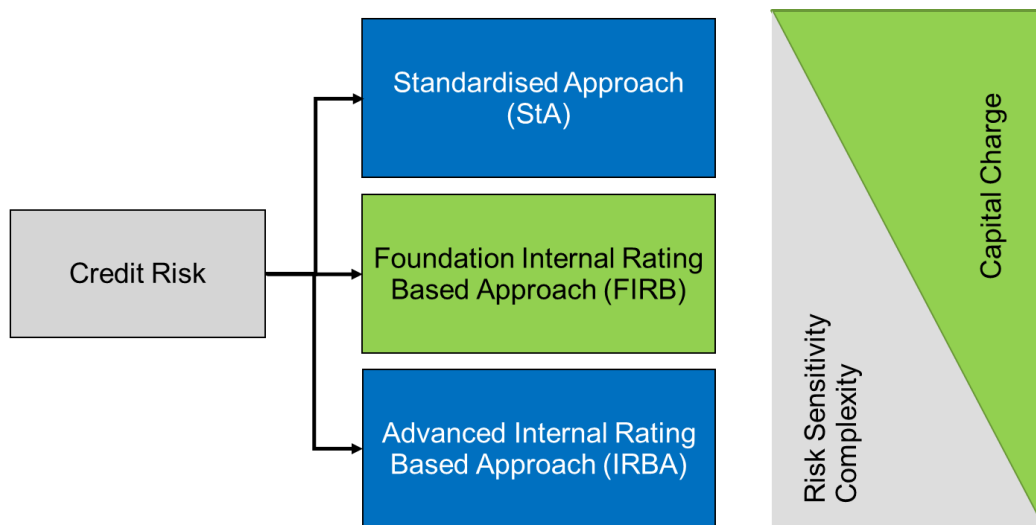 Standardised Approach
(StA)
Credit Risk
Foundation Internal Rating
Based Approach (FIRB)
Advanced Internal Rating
Based Approach (IRBA)
Risk Sensitivity
Complexity
Capital Charge